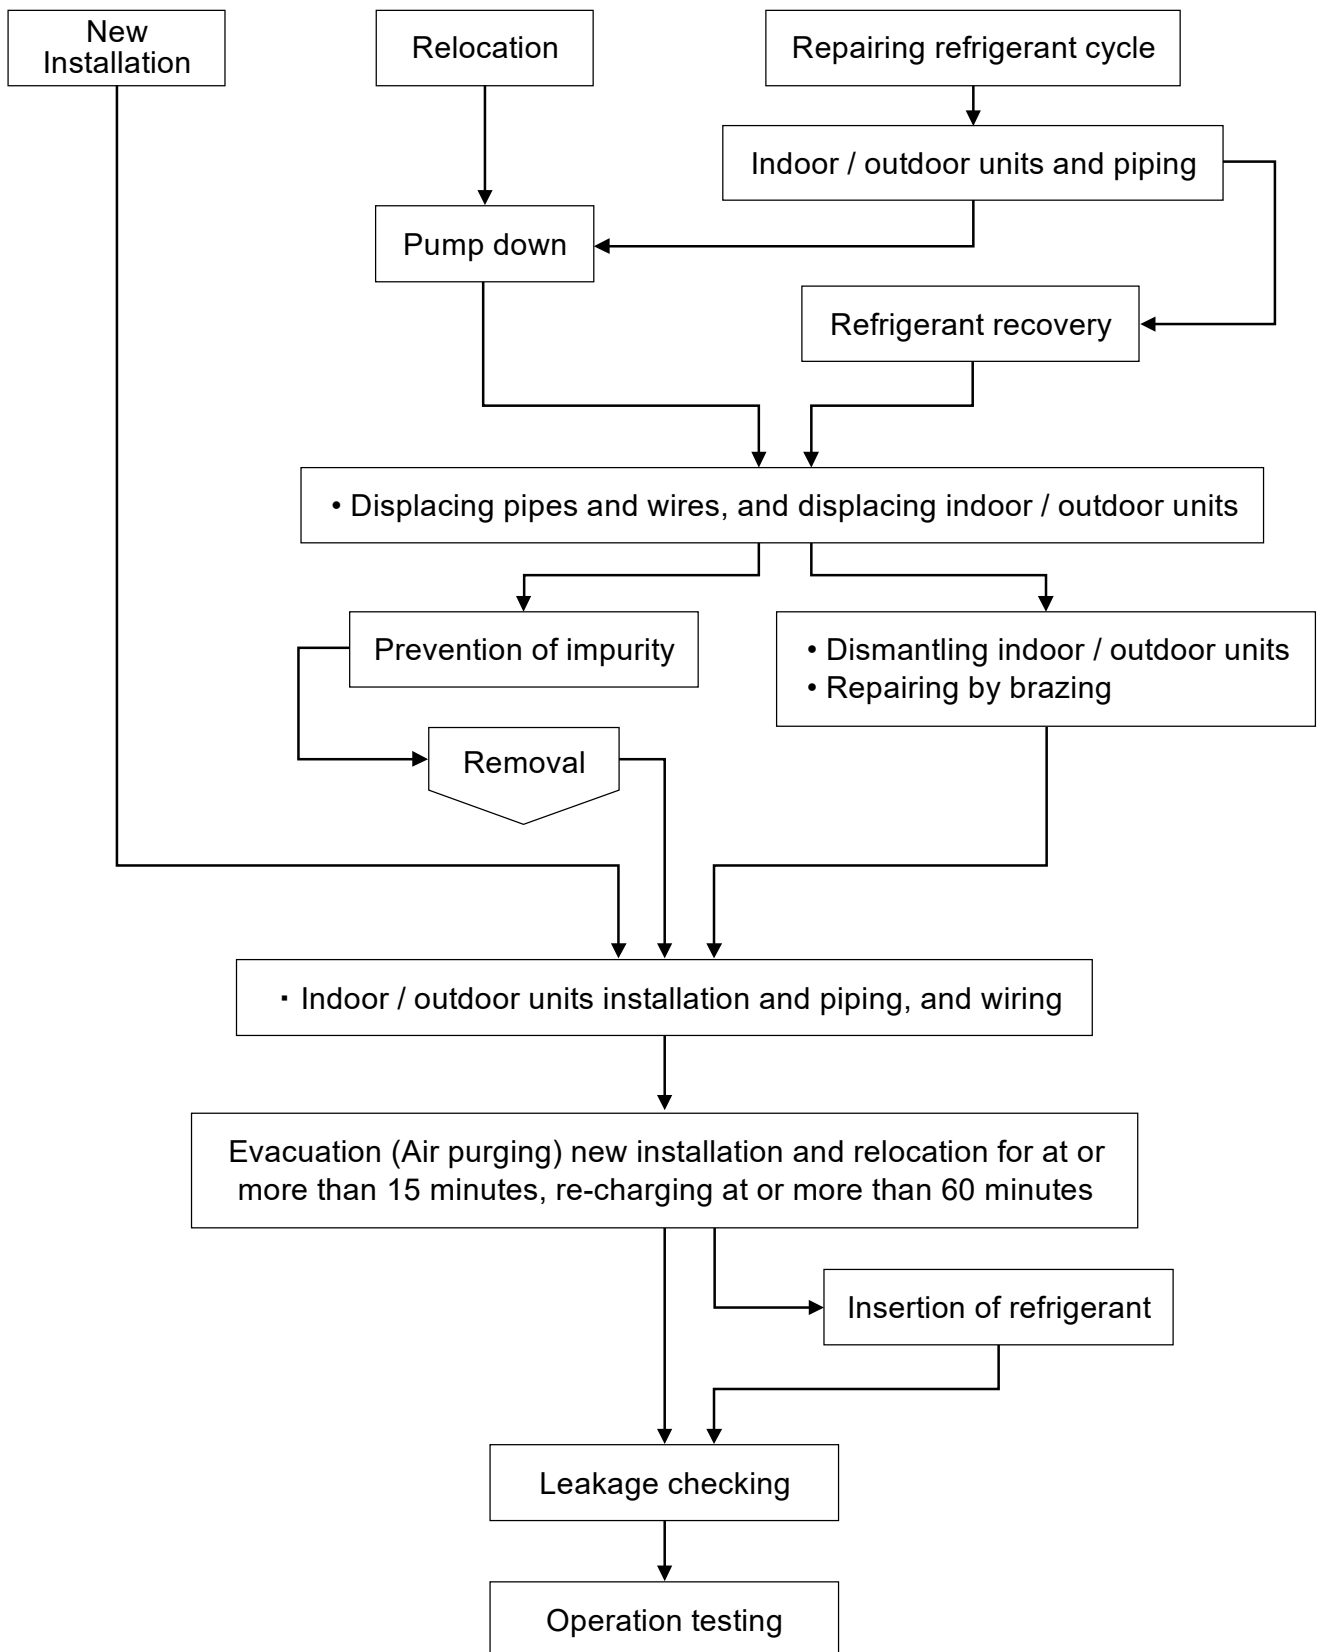 New
Installation
Relocation
Repairing refrigerant cycle
Indoor / outdoor units and piping
Pump down
Refrigerant recovery
• Displacing pipes and wires, and displacing indoor / outdoor units
Prevention of impurity
• Dismantling indoor / outdoor units
• Repairing by brazing
Removal
・Indoor / outdoor units installation and piping, and wiring
Evacuation (Air purging) new installation and relocation for at or
more than 15 minutes, re-charging at or more than 60 minutes
Insertion of refrigerant
Leakage checking
Operation testing